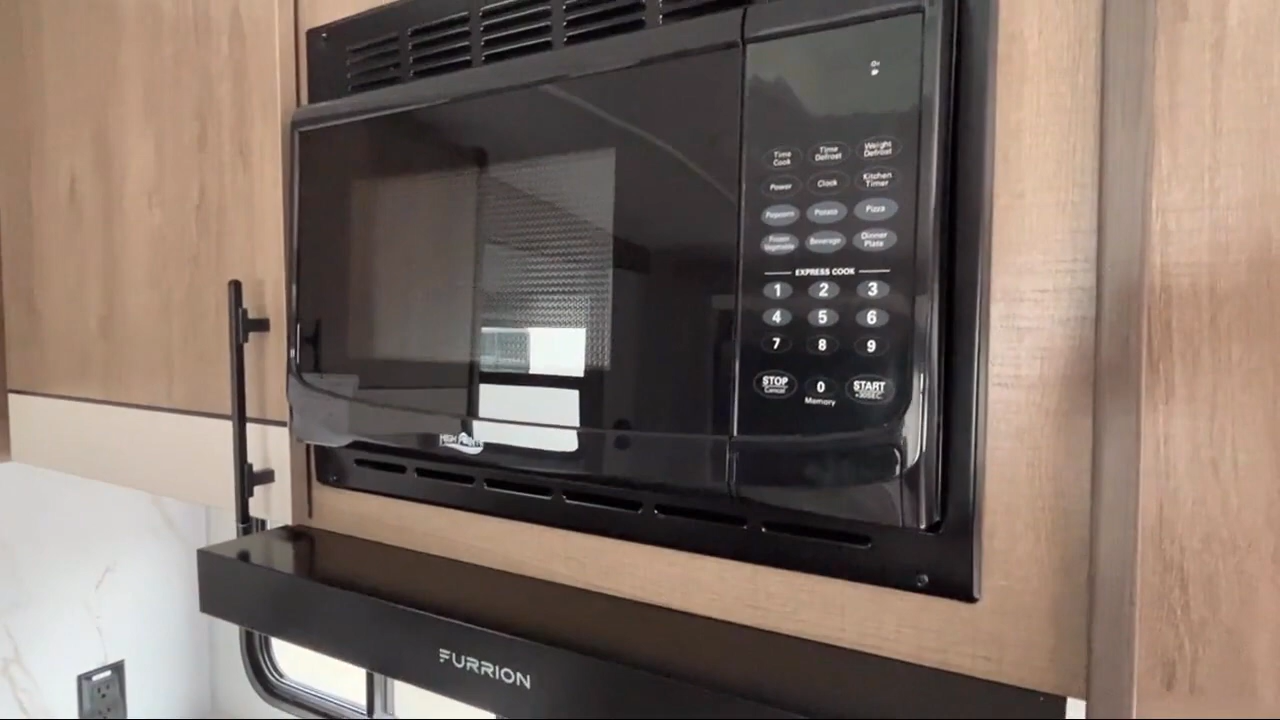 Time Cook
Time Defrost
Weight Defrost
Power
Clock
Kitchen Timer
Popcorn
Potato
Pizza
Frozen Vegetable
Beverage
Dinner Plate
EXPRESS COOK
1 2 3
4 5 6
7 8 9
STOP Cancel
0 Memory
START +30SEC.
HIGH POINTE
FURRION